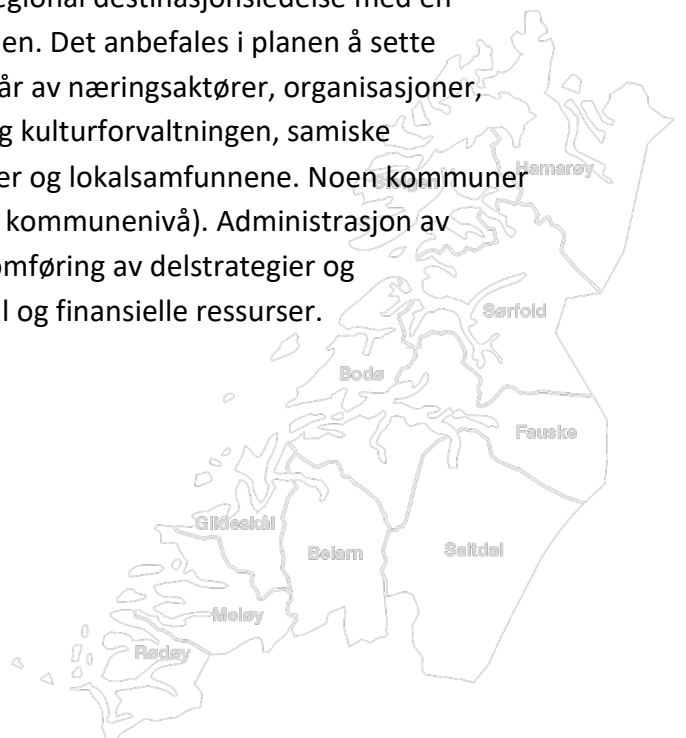 egional destinasjonsledelse med en
en. Det anbefales i planen å sette
år av næringsaktører, organisasjoner,
g kulturforvaltningen, samiske
er og lokalsamfunnene. Noen kommuner
Hamarøy
kommunenivå). Administrasjon av
omføring av delstrategier og
l og finansielle ressurser.
Sørfold
Bodø
Fauske
Gildeskål
Beiarn
Saltdal
Meløy
Rødøy